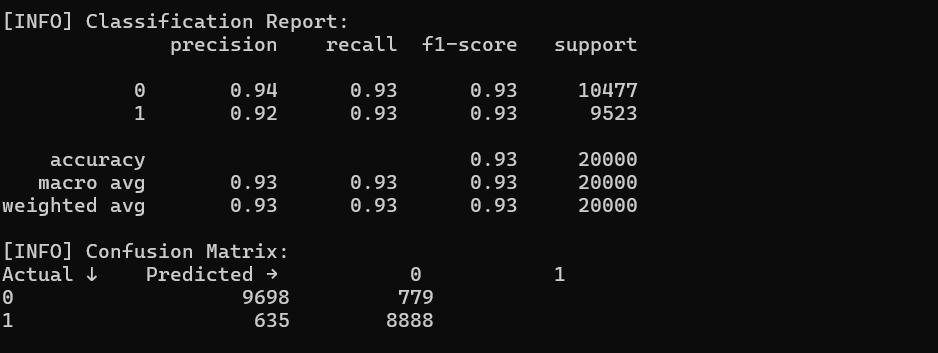 [INFO] Classification Report:
              precision    recall  f1-score   support

           0       0.94      0.93      0.93     10477
           1       0.92      0.93      0.93      9523

    accuracy                           0.93     20000
   macro avg       0.93      0.93      0.93     20000
weighted avg       0.93      0.93      0.93     20000

[INFO] Confusion Matrix:
Actual ↓    Predicted →           0           1
0                   9698         779
1                    635        8888